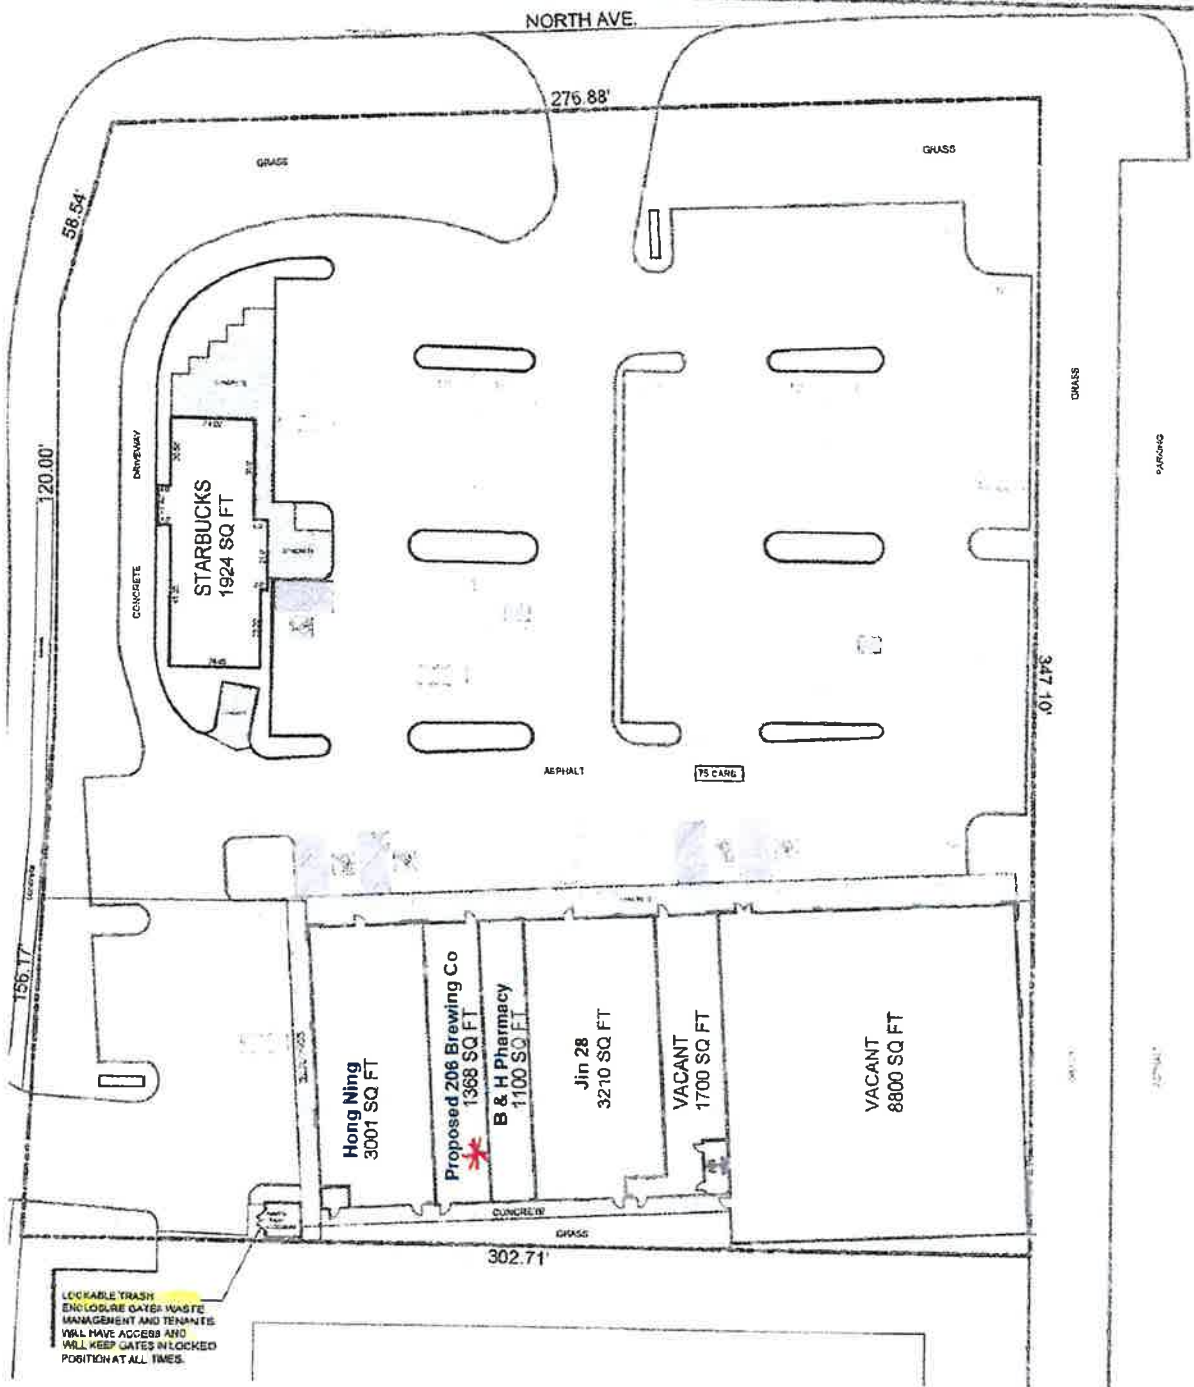 NORTH AVE.
276.88'
GRASS
GRASS
58.54'
120.00'
DRIVEWAY
CONCRETE
STARBUCKS
1924 SQ FT
GRASS
PARKING
347.10'
ASPHALT
75 CARS
156.17'
Concrete
Hong Ning
3001 SQ FT
Proposed 206 Brewing Co
1368 SQ FT
B & H Pharmacy
1100 SQ FT
Jin 28
3210 SQ FT
VACANT
1700 SQ FT
VACANT
8800 SQ FT
CONCRETE
GRASS
302.71'
LOCKABLE TRASH
ENCLOSURE GATES WASTE
MANAGEMENT AND TENANTS
WILL HAVE ACCESS AND
WILL KEEP GATES IN LOCKED
POSITION AT ALL TIMES.